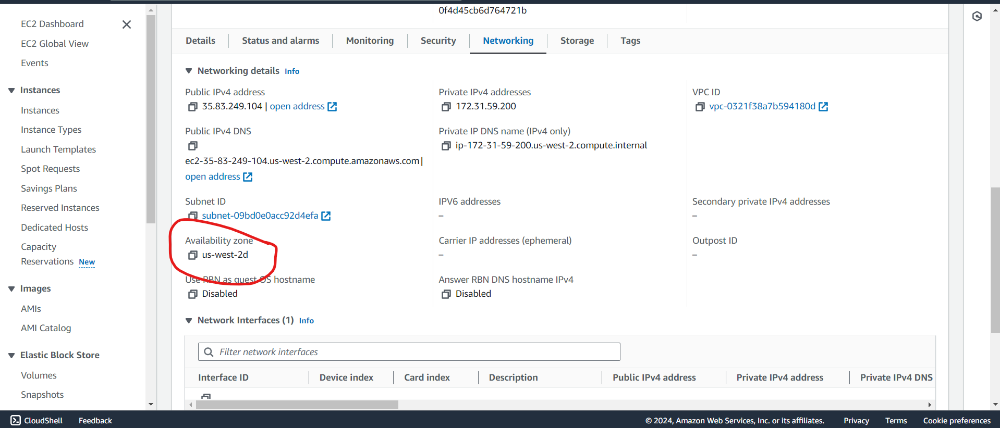 0f4d45cb6d764721b
EC2 Dashboard
EC2 Global View
Events
Instances
Instances
Instance Types
Launch Templates
Spot Requests
Savings Plans
Reserved Instances
Dedicated Hosts
Capacity
Reservations New
Images
AMIs
AMI Catalog
Elastic Block Store
Volumes
Snapshots
Details Status and alarms Monitoring Security Networking Storage Tags
Networking details Info
Public IPv4 address
35.83.249.104 | open address
Private IPv4 addresses
172.31.59.200
VPC ID
vpc-0321f38a7b594180d
Public IPv4 DNS
ec2-35-83-249-104.us-west-2.compute.amazonaws.com |
open address
Private IP DNS name (IPv4 only)
ip-172-31-59-200.us-west-2.compute.internal
Subnet ID
subnet-09bd0e0acc92d4efa
IPV6 addresses
–
Secondary private IPv4 addresses
–
Availability zone
us-west-2d
Carrier IP addresses (ephemeral)
–
Outpost ID
–
Use RBN as guest OS hostname
Disabled
Answer RBN DNS hostname IPv4
Disabled
Network Interfaces (1) Info
Filter network interfaces
Interface ID Device index Card index Description Public IPv4 address Private IPv4 address Private IPv4 DNS
CloudShell Feedback © 2024, Amazon Web Services, Inc. or its affiliates. Privacy Terms Cookie preferences